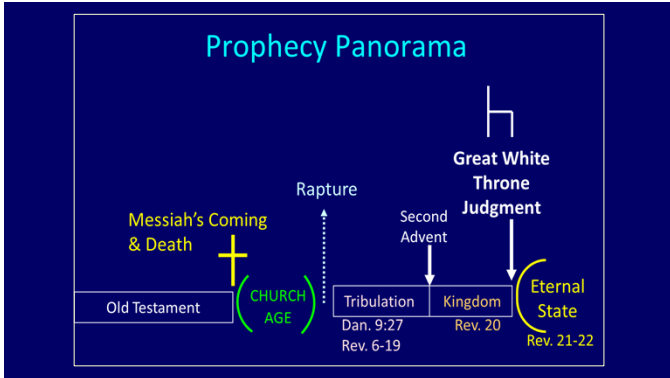 Prophecy Panorama
Great White
Throne
Judgment
Rapture
Second
Advent
Messiah's Coming
& Death
Old Testament
CHURCH
AGE
Tribulation
Kingdom
Eternal
State
Dan. 9:27
Rev. 6-19
Rev. 20
Rev. 21-22